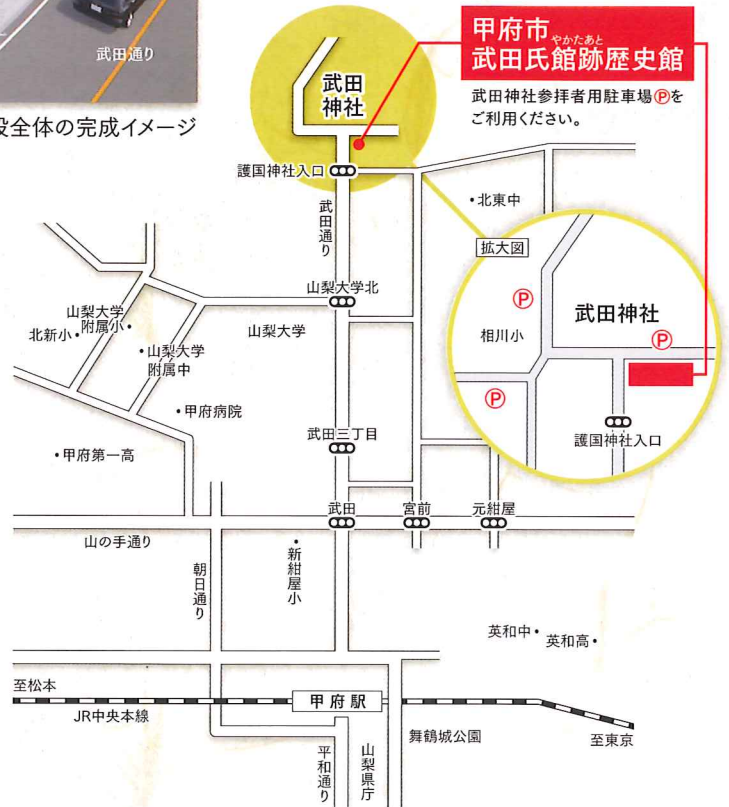 武田通り
設全体の完成イメージ
甲府市
やかたあと
武田氏館跡歴史館
武田神社参拝者用駐車場Ⓟを
ご利用ください。
武田
神社
護国神社入口
武田通り
・北東中
拡大図
Ⓟ
武田神社
Ⓟ
相川小
Ⓟ
護国神社入口
山梨大学北
山梨大学
附属小・
北新小・
・山梨大学
附属中
山梨大学
・甲府病院
武田三丁目
・甲府第一高
武田
宮前
元紺屋
山の手通り
朝日通り
・新紺屋小
英和中・
英和高・
至松本
甲府駅
JR中央本線
舞鶴城公園
至東京
平和通り
山梨県庁